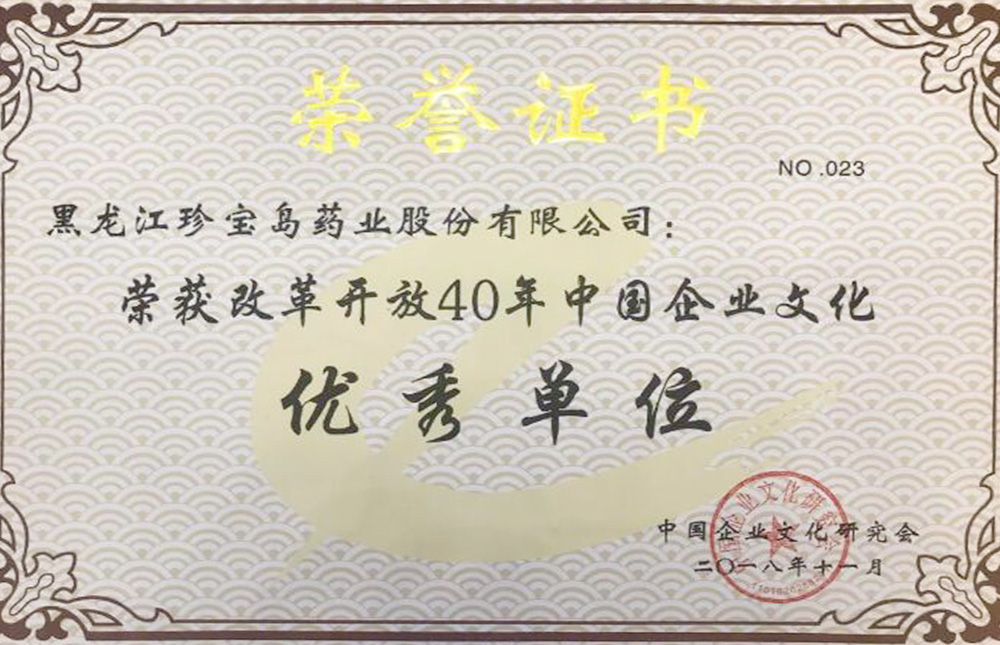 荣誉证书
NO.023
黑龙江珍宝岛药业股份有限公司：
荣获改革开放40年中国企业文化
优秀单位
中国企业文化研究会
二〇一八年十一月